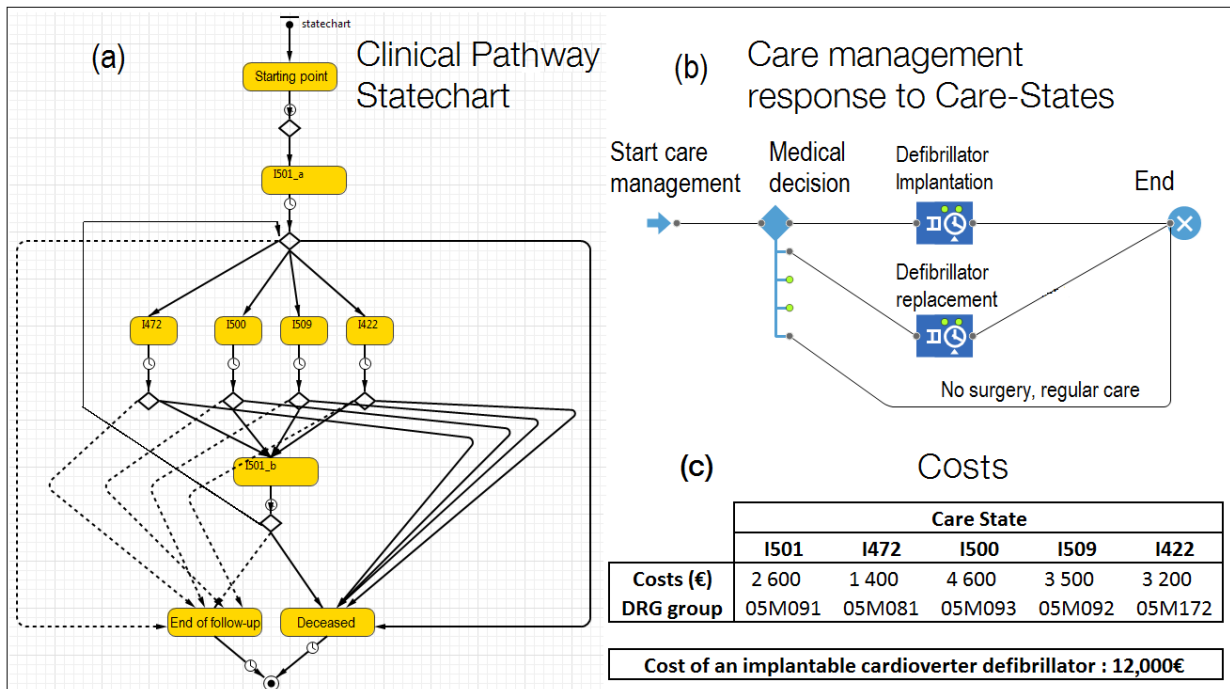 statechart
(a)
Clinical Pathway
Statechart
Starting point
I501_a
I472
I500
I509
I422
I501_b
End of follow-up
Deceased
(b)
Care management
response to Care-States
Start care
management
Medical
decision
Defibrillator
Implantation
End
Defibrillator
replacement
No surgery, regular care
(c)
Costs
Care State
I501 I472 I500 I509 I422
Costs (€) 2 600 1 400 4 600 3 500 3 200
DRG group 05M091 05M081 05M093 05M092 05M172
Cost of an implantable cardioverter defibrillator : 12,000€